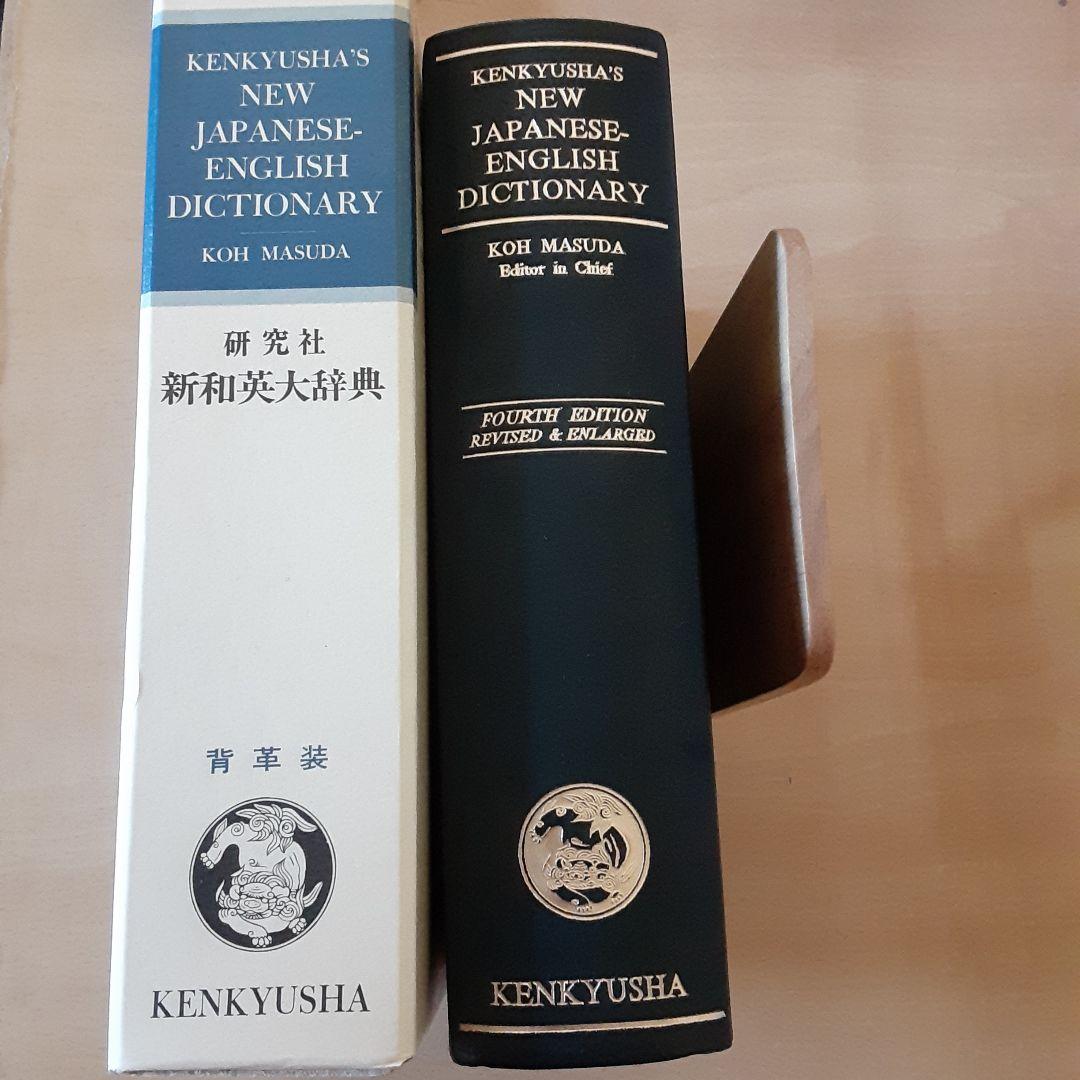 KENKYUSHA'S
NEW
JAPANESE-
ENGLISH
DICTIONARY
KOH MASUDA
研究社
新和英大辞典
背革装
KENKYUSHA
KENKYUSHA'S
NEW
JAPANESE-
ENGLISH
DICTIONARY
KOH MASUDA
Editor in Chief
FOURTH EDITION
REVISED & ENLARGED
KENKYUSHA